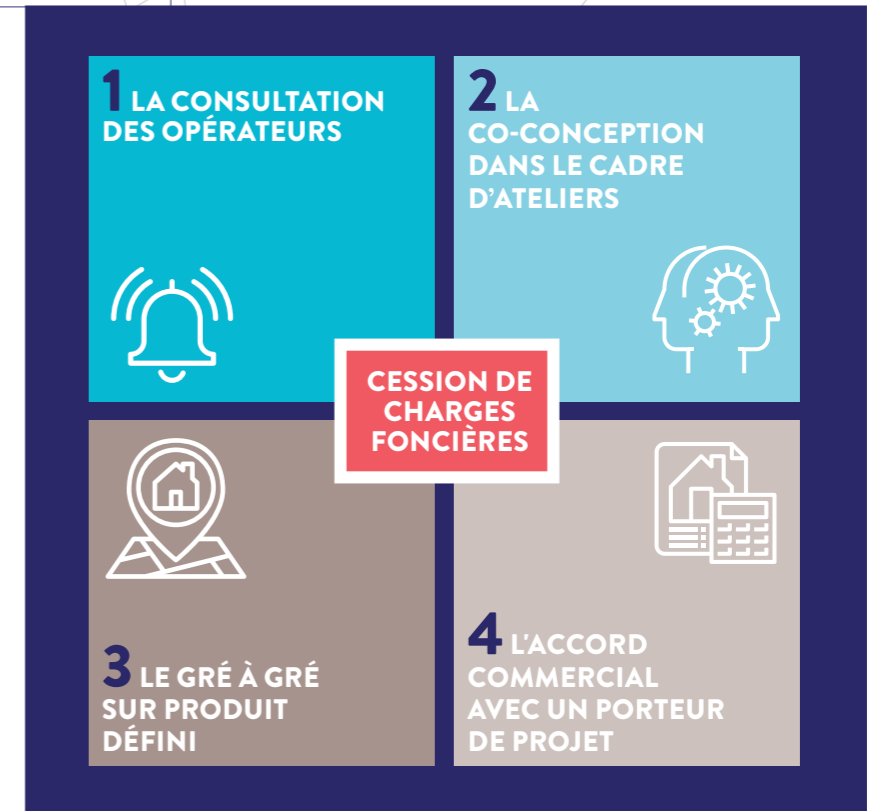 1 LA CONSULTATION
DES OPÉRATEURS
2 LA
CO-CONCEPTION
DANS LE CADRE
D'ATELIERS
CESSION DE
CHARGES
FONCIÈRES
3 LE GRÉ À GRÉ
SUR PRODUIT
DÉFINI
4 L'ACCORD
COMMERCIAL
AVEC UN PORTEUR
DE PROJET